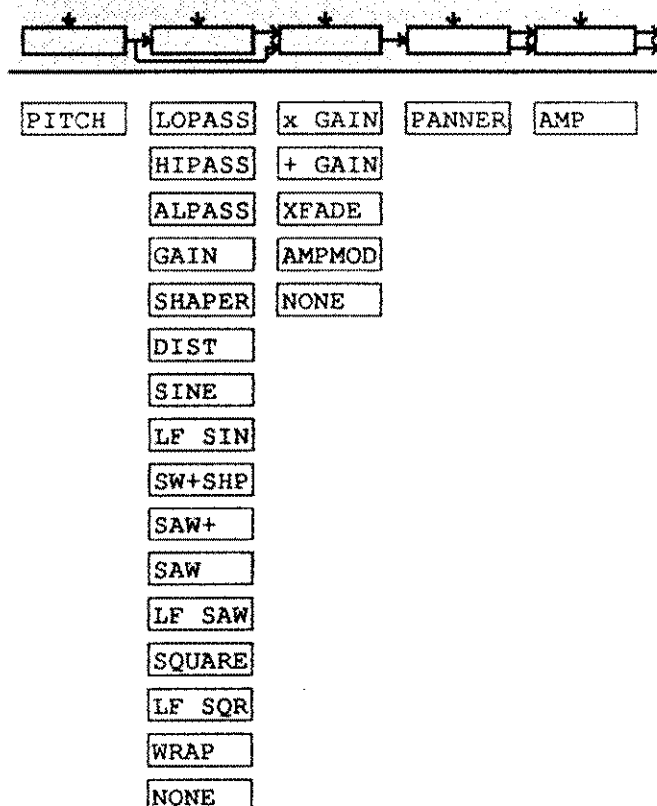 PITCH LOPASS x GAIN PANNER AMP
HIPASS + GAIN
ALPASS XFADE
GAIN AMPMOD
SHAPER NONE
DIST
SINE
LF SIN
SW+SHP
SAW+
SAW
LF SAW
SQUARE
LF SQR
WRAP
NONE